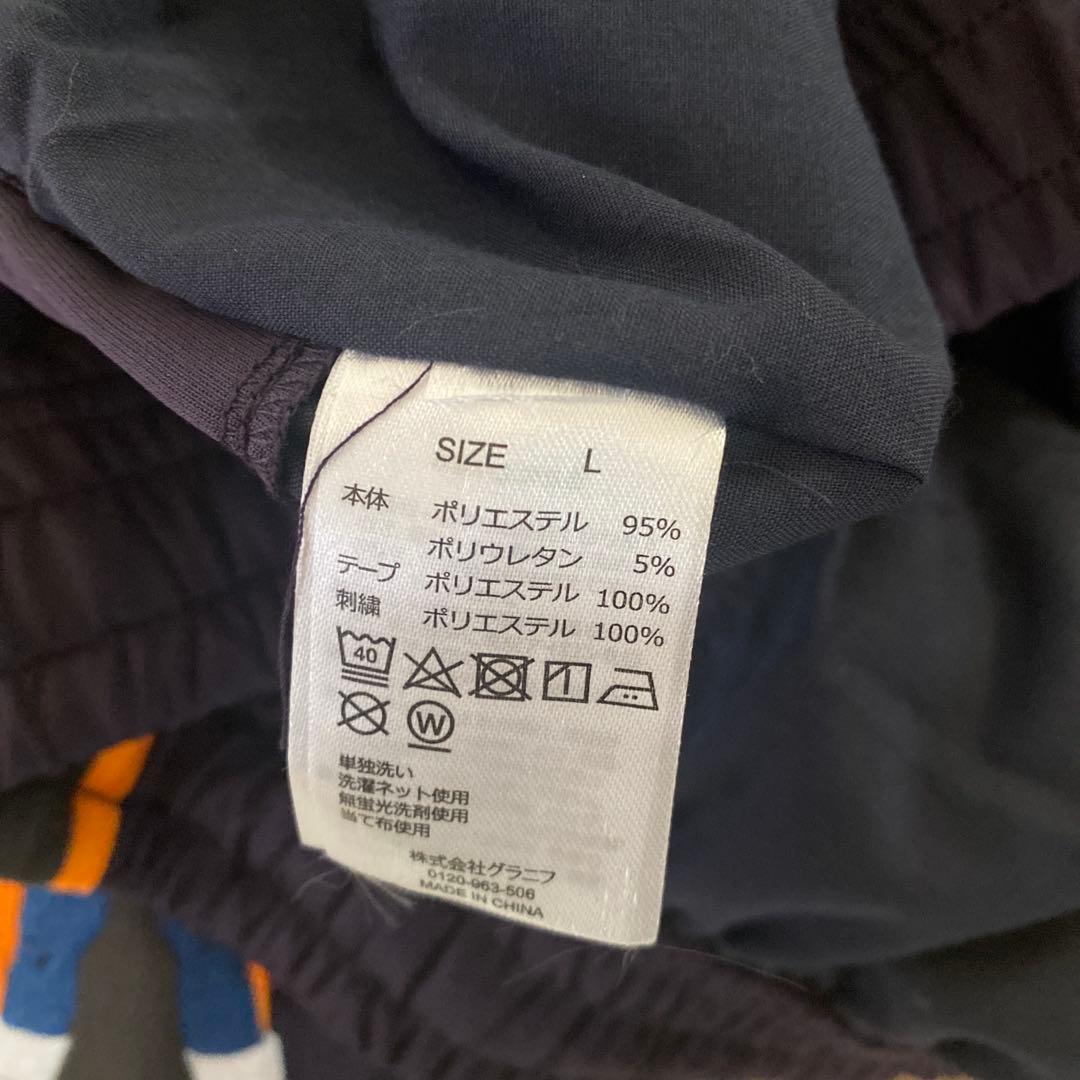 SIZE L
本体 ポリエステル 95%
ポリウレタン 5%
テープ ポリエステル 100%
刺繍 ポリエステル 100%
40
W
単独洗い
洗濯ネット使用
無蛍光洗剤使用
当て布使用
株式会社グラニフ
0120-963-506
MADE IN CHINA